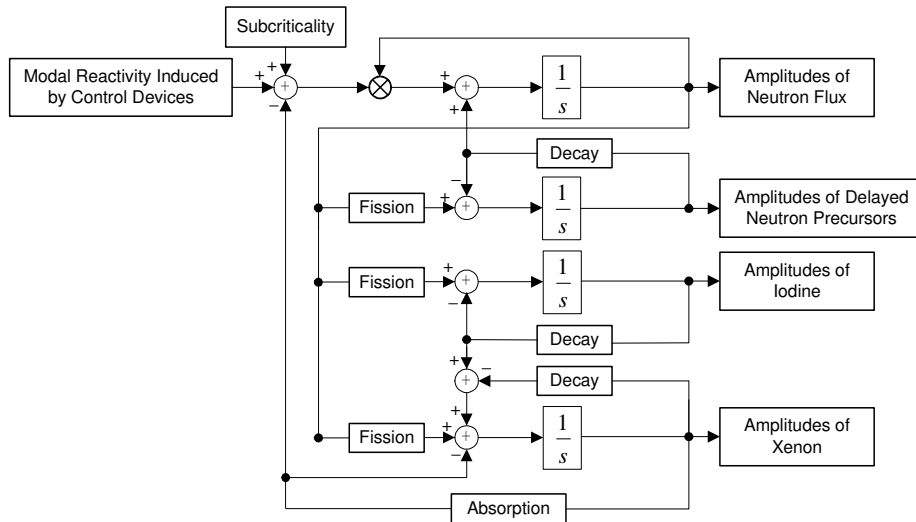 Subcriticality
Modal Reactivity Induced
by Control Devices
+
+
−
+
+
1
s
Amplitudes of
Neutron Flux
Decay
−
Fission
+
1
s
Amplitudes of Delayed
Neutron Precursors
Fission
+
−
1
s
Amplitudes of
Iodine
Decay
+
−
Decay
+
Fission
+
−
1
s
Amplitudes of
Xenon
Absorption